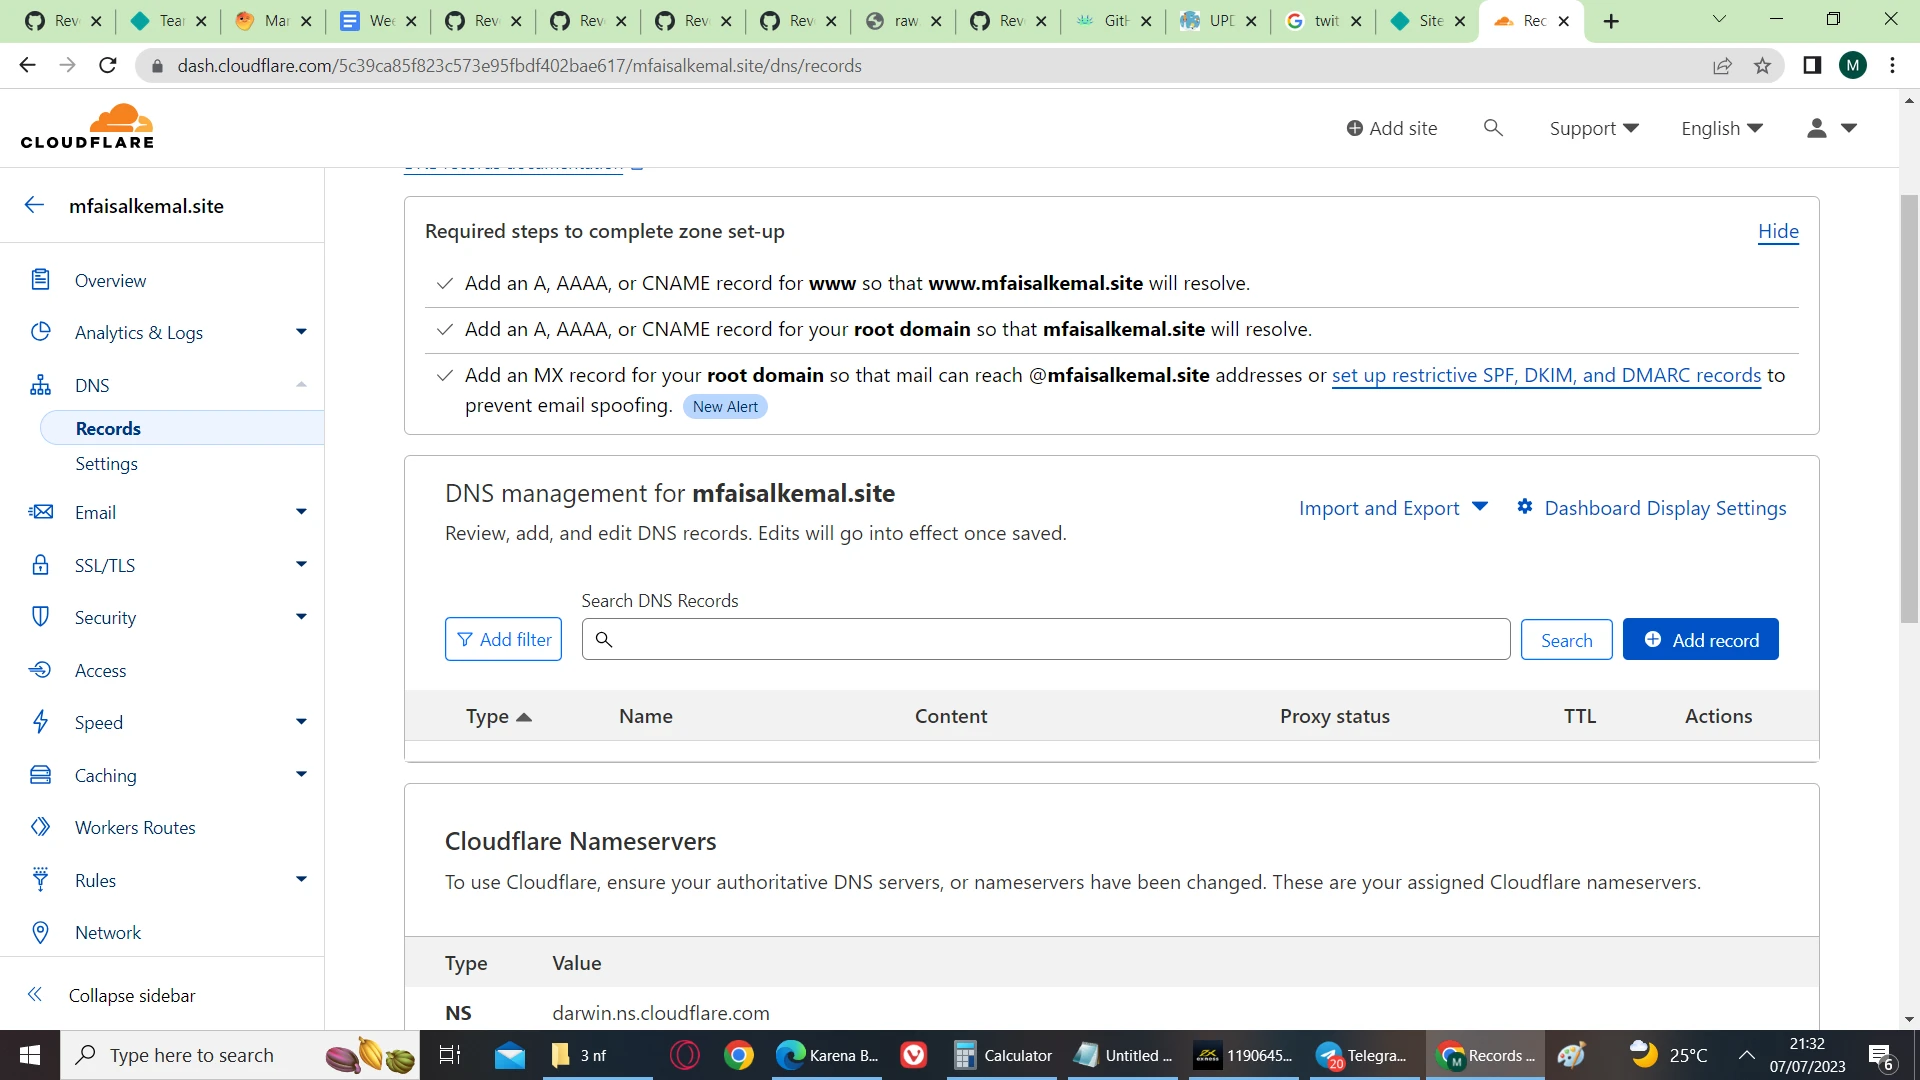 Rev
Tear
Mar
Wee
Rev
Rev
Rev
Rev
raw.
Rev
GitH
UPD
twit
Site
Rec
dash.cloudflare.com/5c39ca85f823c573e95fbdf402bae617/mfaisalkemal.site/dns/records
M
CLOUDFLARE
Add site
Support
English
mfaisalkemal.site
Overview
Analytics & Logs
DNS
Records
Settings
Email
SSL/TLS
Security
Access
Speed
Caching
Workers Routes
Rules
Network
Collapse sidebar
DNS records documentation
Required steps to complete zone set-up
Hide
Add an A, AAAA, or CNAME record for www so that www.mfaisalkemal.site will resolve.
Add an A, AAAA, or CNAME record for your root domain so that mfaisalkemal.site will resolve.
Add an MX record for your root domain so that mail can reach @mfaisalkemal.site addresses or set up restrictive SPF, DKIM, and DMARC records to
prevent email spoofing. New Alert
DNS management for mfaisalkemal.site
Review, add, and edit DNS records. Edits will go into effect once saved.
Import and Export
Dashboard Display Settings
Search DNS Records
Add filter
Search
Add record
Type Name Content Proxy status TTL Actions
Cloudflare Nameservers
To use Cloudflare, ensure your authoritative DNS servers, or nameservers have been changed. These are your assigned Cloudflare nameservers.
Type Value
NS darwin.ns.cloudflare.com
Type here to search
3 nf
Karena B...
Calculator
Untitled ...
1190645...
20
Telegra...
M
Records ...
25°C
21:32
07/07/2023
6